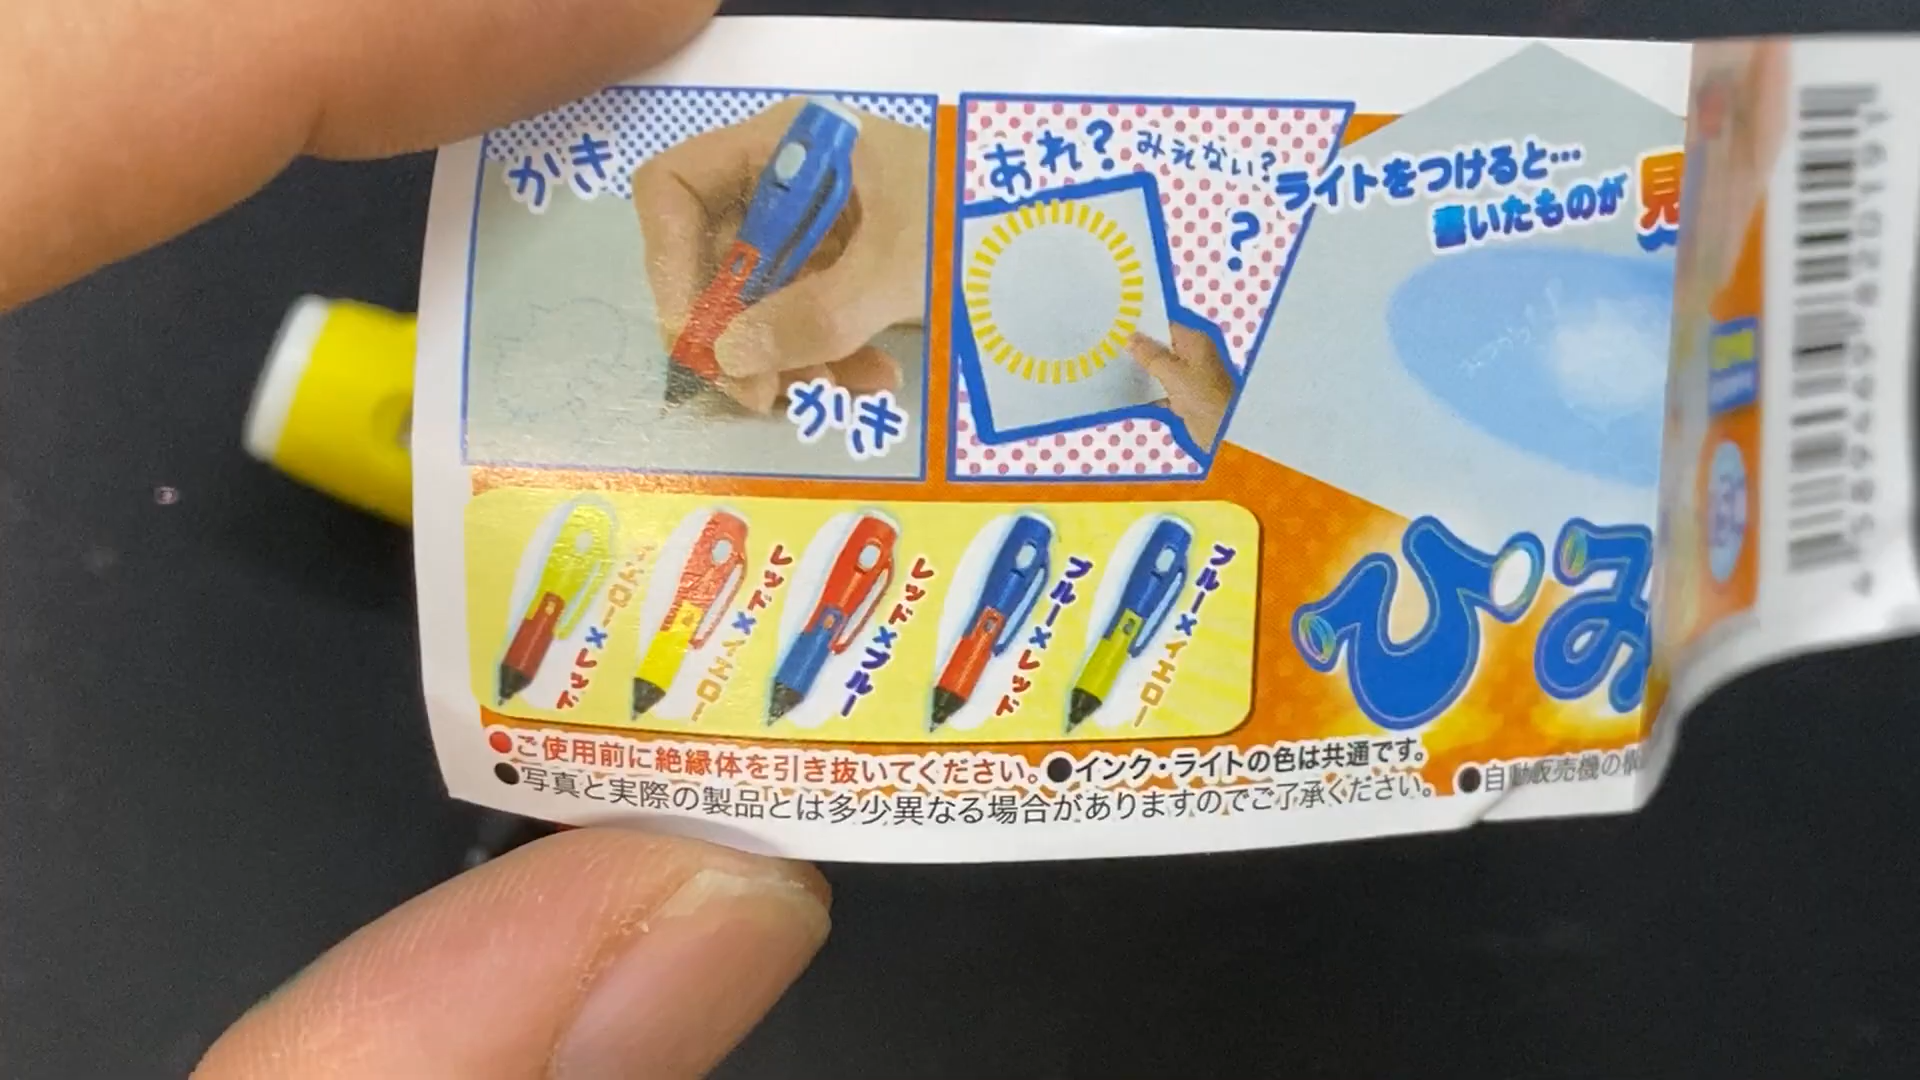 かき
かき
あれ?
みえない?
?
ライトをつけると…
書いたものが見
イエロー×レッド
レッド×イエロー
レッド×ブルー
ブルー×レッド
ブルー×イエロー
ひみ
●ご使用前に絶縁体を引き抜いてください。●インク・ライトの色は共通です。
●写真と実際の製品とは多少異なる場合がありますのでご了承ください。●自動販売機の